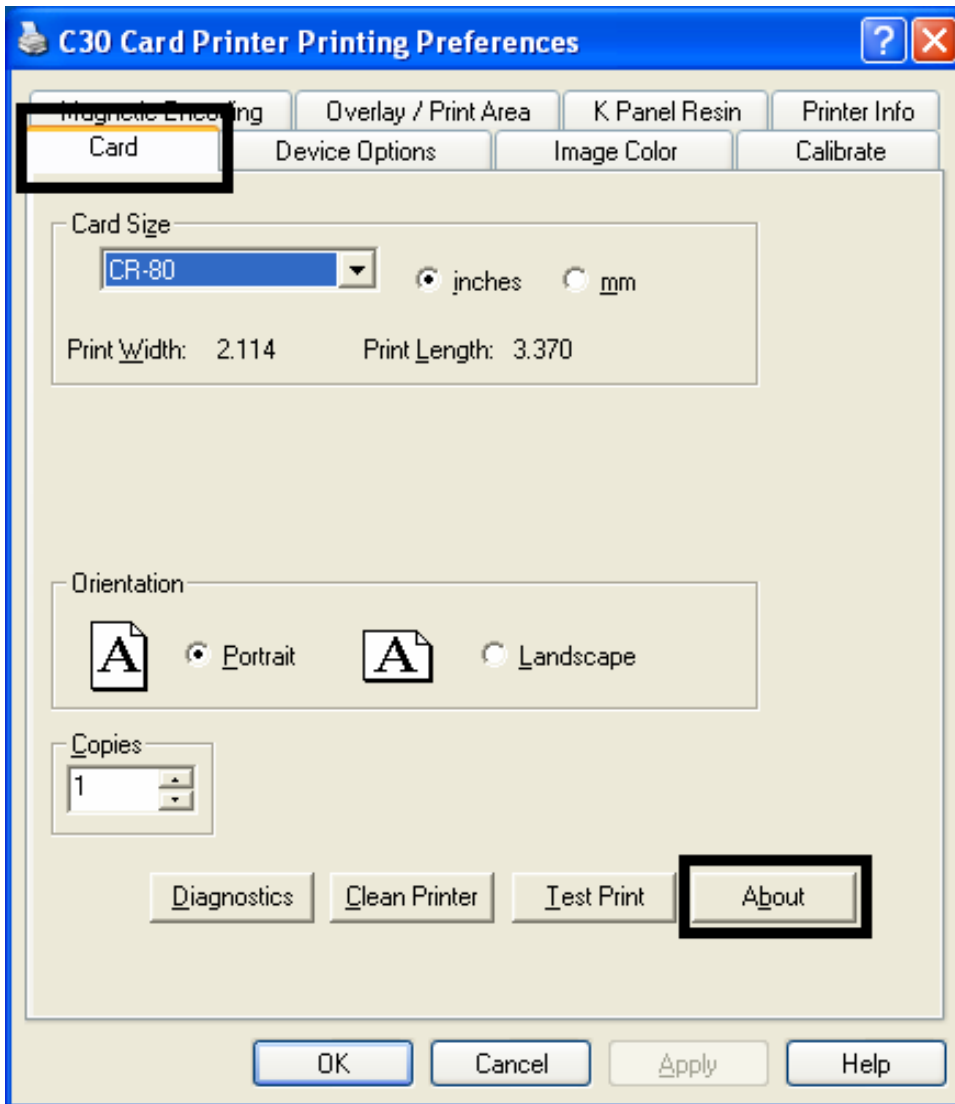 C30 Card Printer Printing Preferences
Magnetic Encoding Overlay / Print Area K Panel Resin Printer Info
Card Device Options Image Color Calibrate
Card Size
CR-80 inches mm
Print Width: 2.114 Print Length: 3.370
Orientation
A Portrait A Landscape
Copies
1
Diagnostics Clean Printer Test Print About
OK Cancel Apply Help